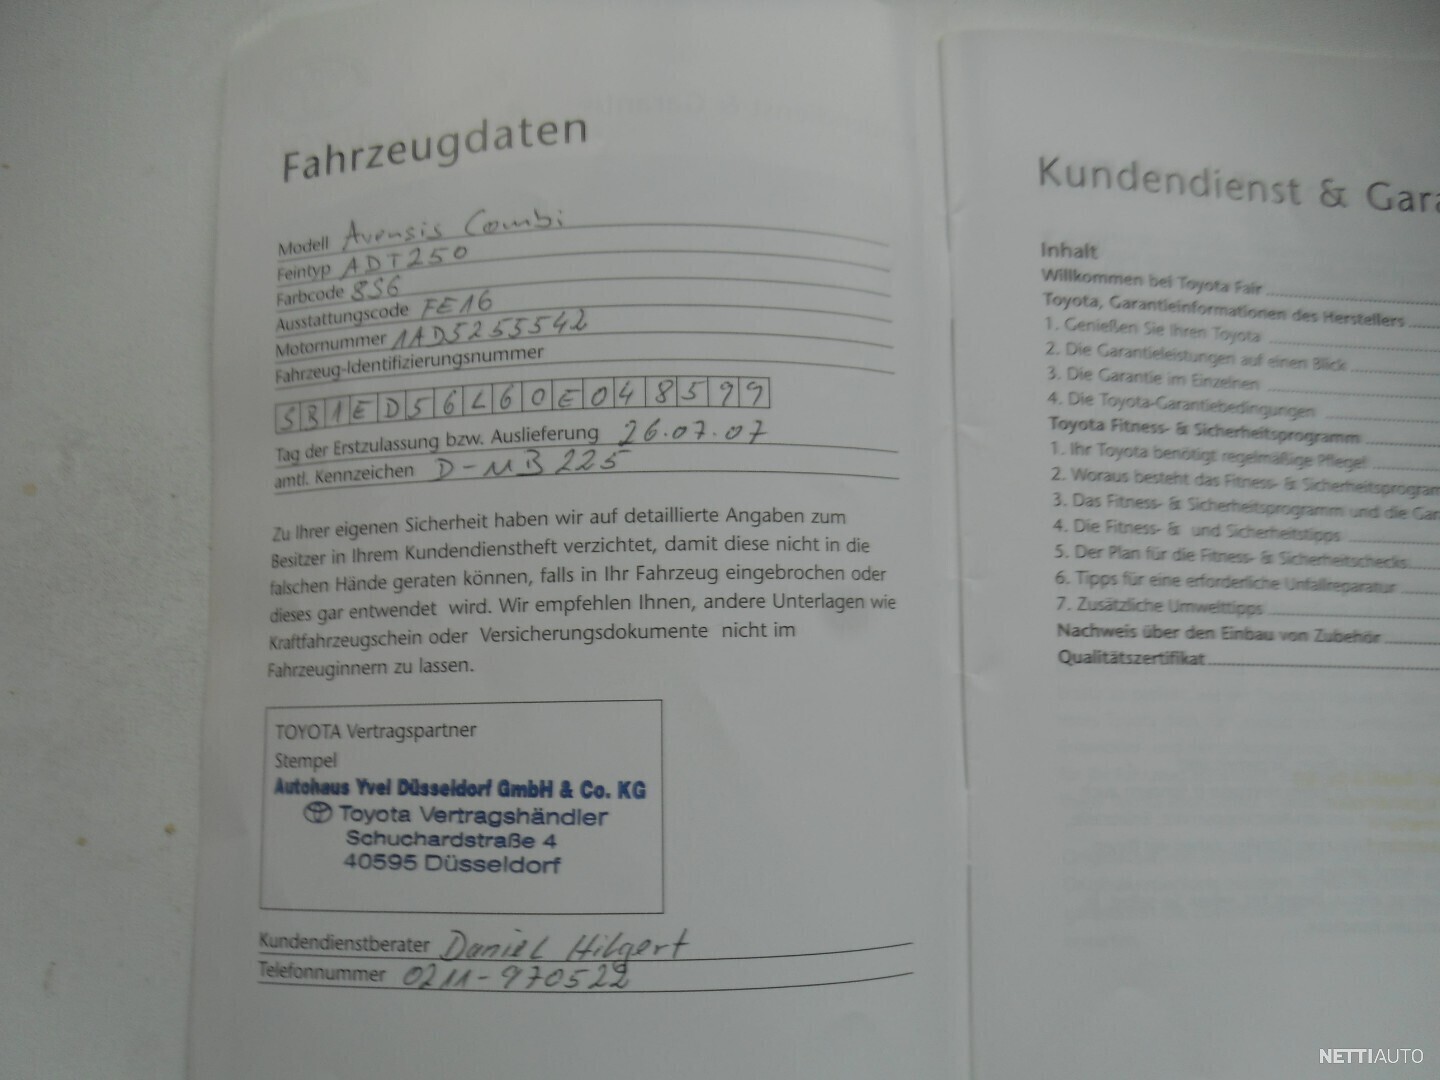 Fahrzeugdaten
Modell Avensis Combi
Feintyp ADT250
Farbcode 8S6
Ausstattungscode FE16
Motornummer 1AD5255542
Fahrzeug-Identifizierungsnummer
SB1ED56L60E048599
Tag der Erstzulassung bzw. Auslieferung 26.07.07
amtl. Kennzeichen D-MB 225
Zu Ihrer eigenen Sicherheit haben wir auf detaillierte Angaben zum
Besitzer in Ihrem Kundendienstheft verzichtet, damit diese nicht in die
falschen Hände geraten können, falls in Ihr Fahrzeug eingebrochen oder
dieses gar entwendet wird. Wir empfehlen Ihnen, andere Unterlagen wie
Kraftfahrzeugschein oder Versicherungsdokumente nicht im
Fahrzeuginnern zu lassen.
TOYOTA Vertragspartner
Stempel
Autohaus Yvel Düsseldorf GmbH & Co. KG
Toyota Vertragshändler
Schuchardstraße 4
40595 Düsseldorf
Kundendienstberater Daniel Hilgert
Telefonnummer 0211-970522
Kundendienst & Gara
Inhalt
Willkommen bei Toyota Fair
Toyota, Garantieinformationen des Herstellers
1. Genießen Sie Ihren Toyota
2. Die Garantieleistungen auf einen Blick
3. Die Garantie im Einzelnen
4. Die Toyota-Garantiebedingungen
Toyota Fitness- & Sicherheitsprogramm
1. Ihr Toyota benötigt regelmäßige Pflege!
2. Woraus besteht das Fitness- & Sicherheitsprogram
3. Das Fitness- & Sicherheitsprogramm und die Gar
4. Die Fitness- & und Sicherheitstipps
5. Der Plan für die Fitness- & Sicherheitschecks
6. Tipps für eine erforderliche Unfallreparatur
7. Zusätzliche Umwelttipps
Nachweis über den Einbau von Zubehör
Qualitätszertifikat
NETTIAUTO